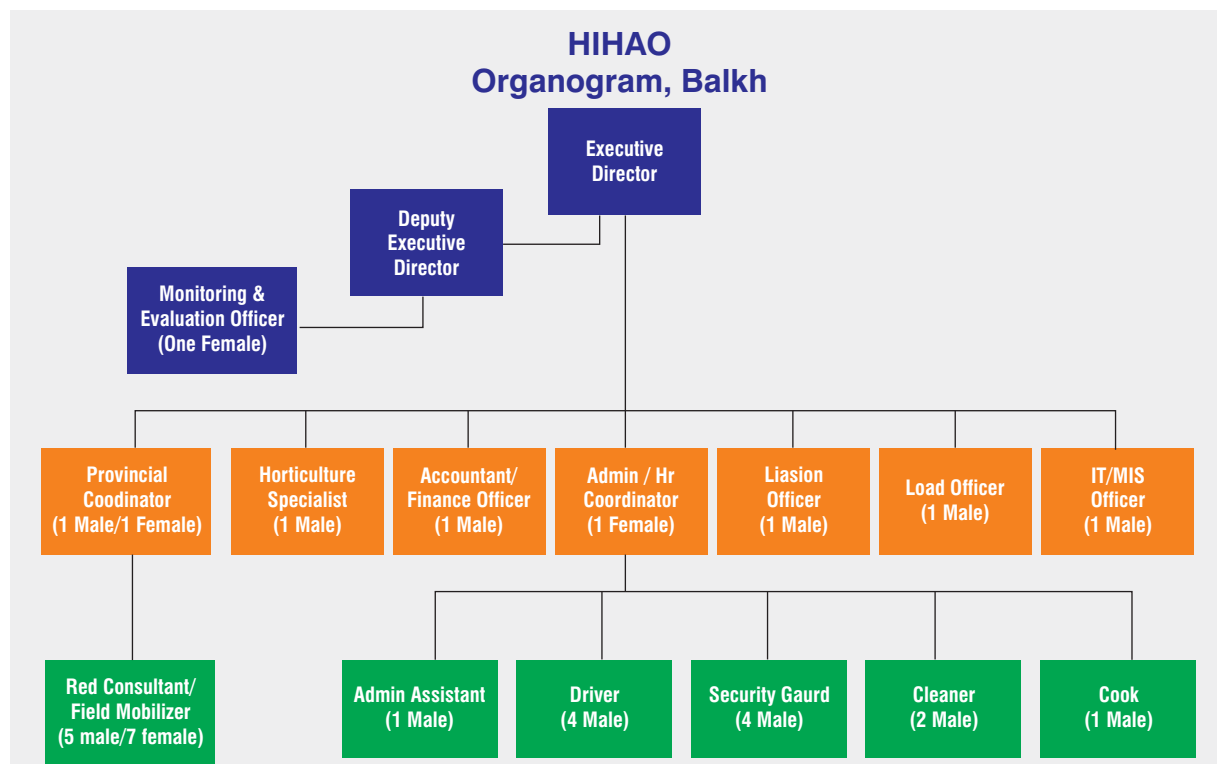 HIHAO
Organogram, Balkh
Executive
Director
Deputy
Executive
Director
Monitoring &
Evaluation Officer
(One Female)
Provincial
Coodinator
(1 Male/1 Female)
Horticulture
Specialist
(1 Male)
Accountant/
Finance Officer
(1 Male)
Admin / Hr
Coordinator
(1 Female)
Liasion
Officer
(1 Male)
Load Officer
(1 Male)
IT/MIS
Officer
(1 Male)
Red Consultant/
Field Mobilizer
(5 male/7 female)
Admin Assistant
(1 Male)
Driver
(4 Male)
Security Gaurd
(4 Male)
Cleaner
(2 Male)
Cook
(1 Male)